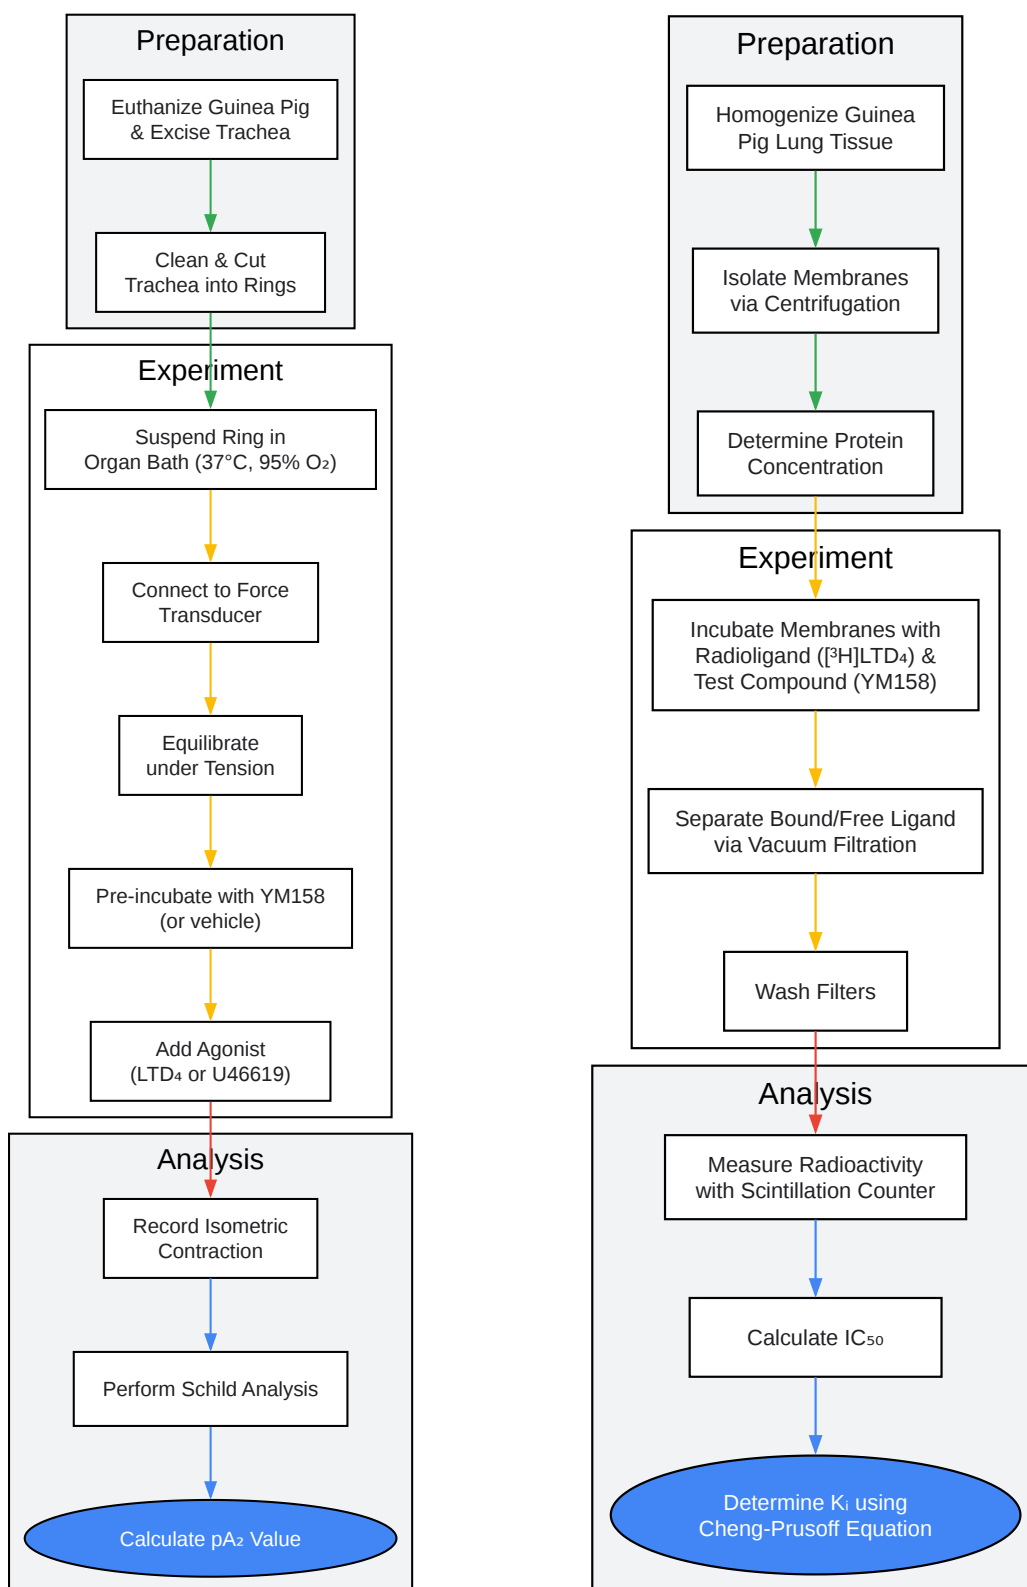 Preparation
Euthanize Guinea Pig
& Excise Trachea
Clean & Cut
Trachea into Rings
Experiment
Suspend Ring in
Organ Bath (37°C, 95% O₂)
Connect to Force
Transducer
Equilibrate
under Tension
Pre-incubate with YM158
(or vehicle)
Add Agonist
(LTD₄ or U46619)
Analysis
Record Isometric
Contraction
Perform Schild Analysis
Calculate pA₂ Value
Preparation
Homogenize Guinea
Pig Lung Tissue
Isolate Membranes
via Centrifugation
Determine Protein
Concentration
Experiment
Incubate Membranes with
Radioligand ([³H]LTD₄) &
Test Compound (YM158)
Separate Bound/Free Ligand
via Vacuum Filtration
Wash Filters
Analysis
Measure Radioactivity
with Scintillation Counter
Calculate IC₅₀
Determine Kᵢ using
Cheng-Prusoff Equation